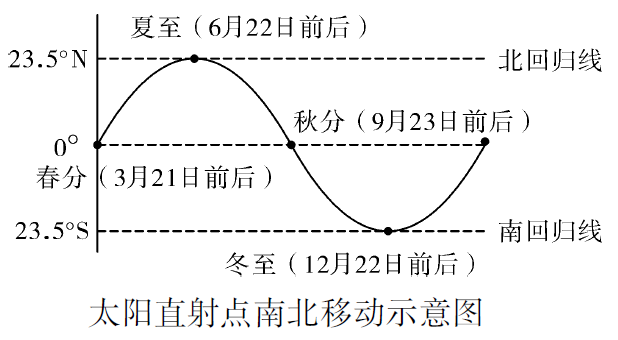 夏至（6月22日前后）
23.5°N
北回归线
秋分（9月23日前后）
0°
春分（3月21日前后）
23.5°S
南回归线
冬至（12月22日前后）
太阳直射点南北移动示意图